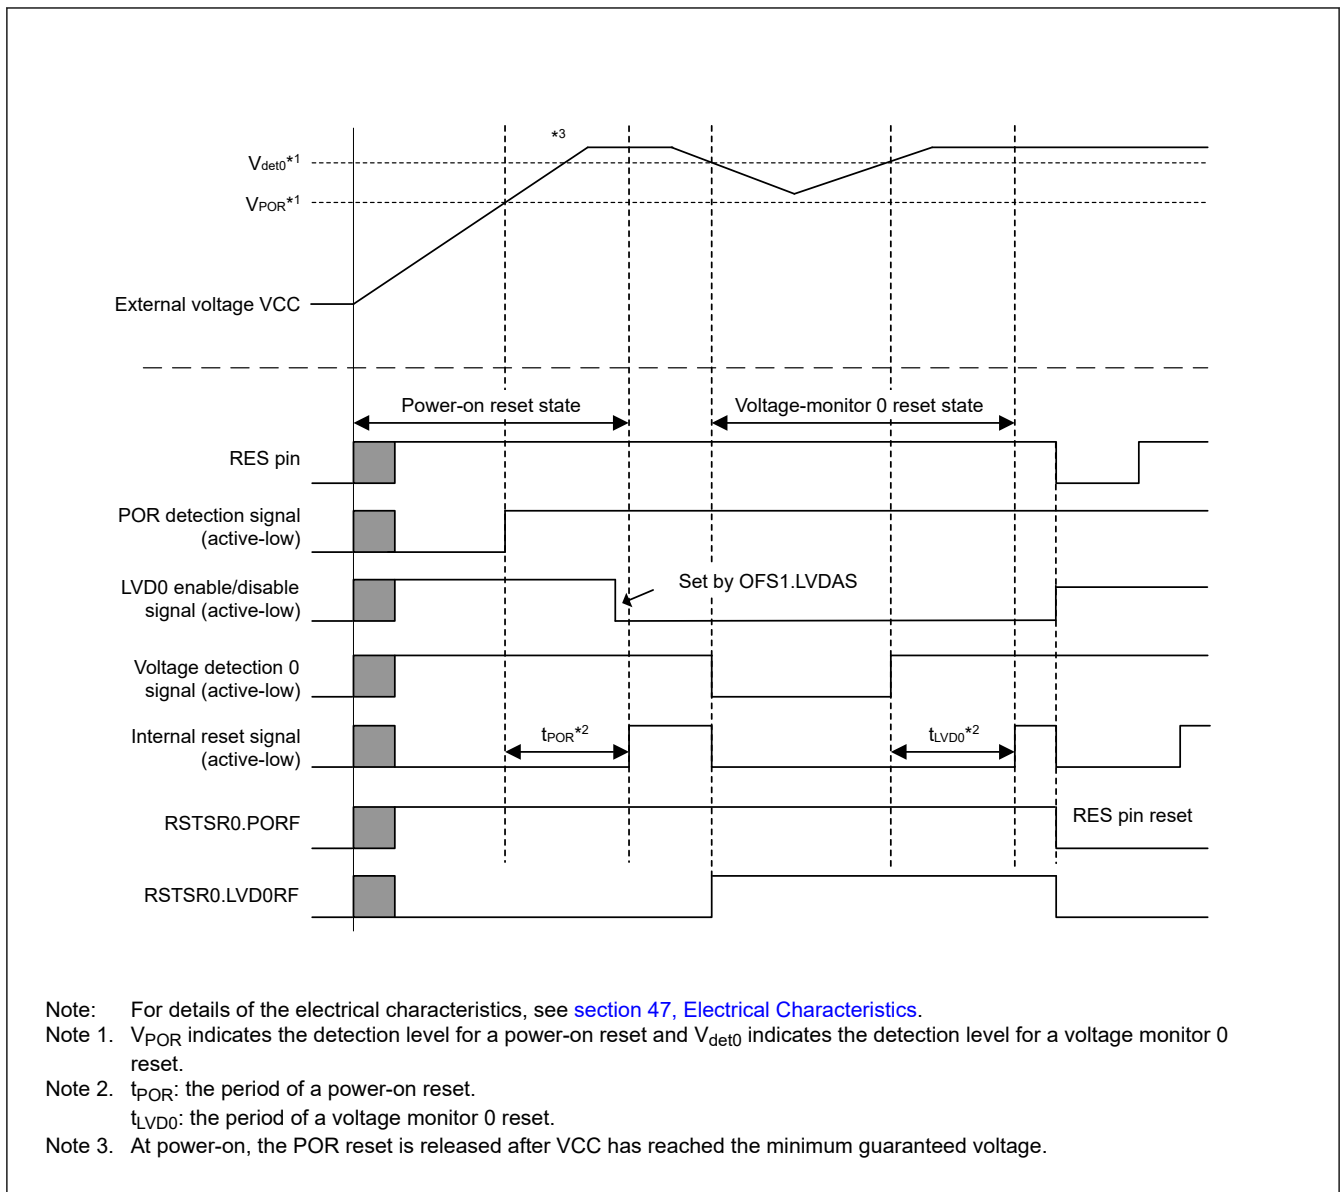 *3
Vdet0*1
VPOR*1
External voltage VCC
Power-on reset state
Voltage-monitor 0 reset state
RES pin
POR detection signal
(active-low)
LVD0 enable/disable
signal (active-low)
Set by OFS1.LVDAS
Voltage detection 0
signal (active-low)
Internal reset signal
(active-low)
tPOR*2
tLVD0*2
RSTSR0.PORF
RES pin reset
RSTSR0.LVD0RF
Note: For details of the electrical characteristics, see section 47, Electrical Characteristics.
Note 1. VPOR indicates the detection level for a power-on reset and Vdet0 indicates the detection level for a voltage monitor 0
reset.
Note 2. tPOR: the period of a power-on reset.
tLVD0: the period of a voltage monitor 0 reset.
Note 3. At power-on, the POR reset is released after VCC has reached the minimum guaranteed voltage.